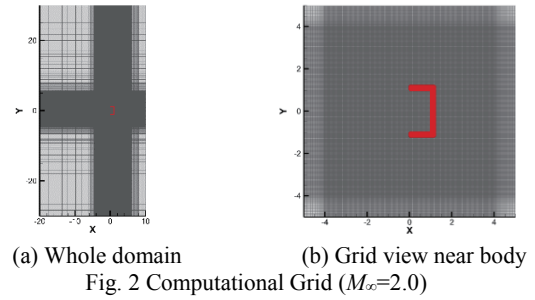 20
0
-20
-20
-10
0
10
Y
X
4
2
0
-2
-4
-4
-2
0
2
4
Y
X
(a) Whole domain
(b) Grid view near body
Fig. 2 Computational Grid (M∞=2.0)